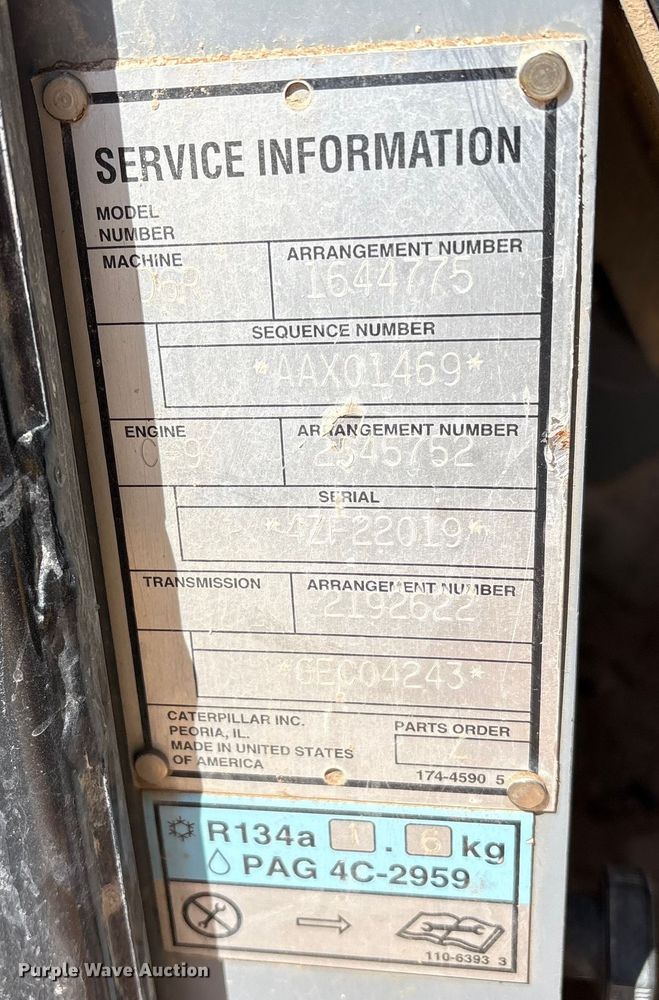 SERVICE INFORMATION
MODEL
NUMBER
MACHINE ARRANGEMENT NUMBER
D6R 1644775
SEQUENCE NUMBER
*AAX01469*
ENGINE ARRANGEMENT NUMBER
2345752
SERIAL
*4ZF22019*
TRANSMISSION ARRANGEMENT NUMBER
2192622
*GEC04243*
CATERPILLAR INC.
PEORIA, IL.
MADE IN UNITED STATES
OF AMERICA
PARTS ORDER
174-4590 5
R134a 1 . 6 kg
PAG 4C-2959
110-6393 3
Purple Wave Auction